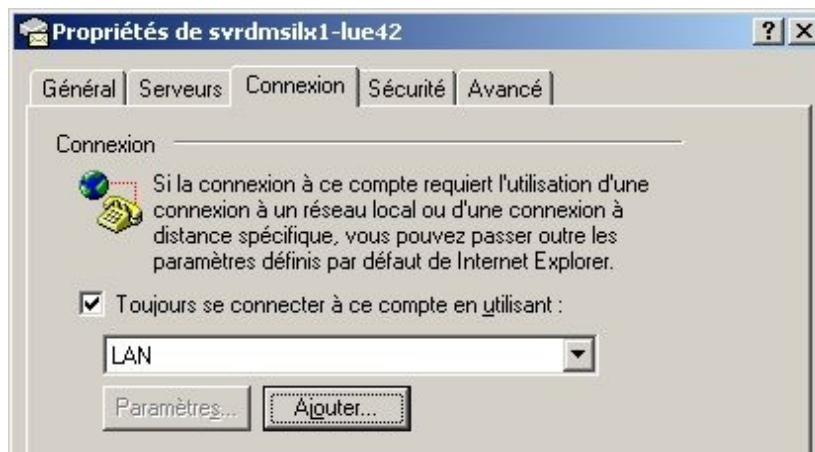 Propriétés de svrdmsilx1-lue42
Général Serveurs Connexion Sécurité Avancé
Connexion
Si la connexion à ce compte requiert l'utilisation d'une
connexion à un réseau local ou d'une connexion à
distance spécifique, vous pouvez passer outre les
paramètres définis par défaut de Internet Explorer.
Toujours se connecter à ce compte en utilisant :
LAN
Paramètres... Ajouter...